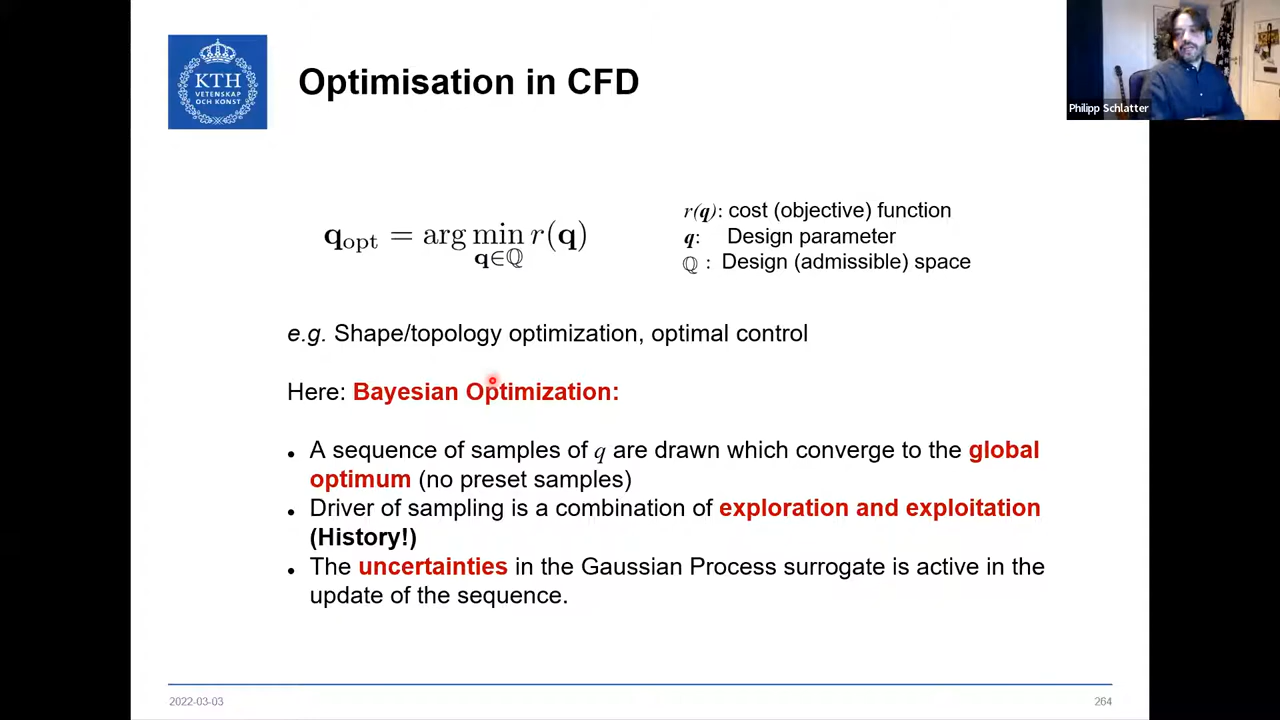 KTH
VETENSKAP
OCH KONST
Optimisation in CFD
Philipp Schlatter
q_opt = arg min r(q)
q∈ℚ
r(q): cost (objective) function
q: Design parameter
ℚ : Design (admissible) space
e.g. Shape/topology optimization, optimal control
Here: Bayesian Optimization:
• A sequence of samples of q are drawn which converge to the global
optimum (no preset samples)
• Driver of sampling is a combination of exploration and exploitation
(History!)
• The uncertainties in the Gaussian Process surrogate is active in the
update of the sequence.
2022-03-03
264